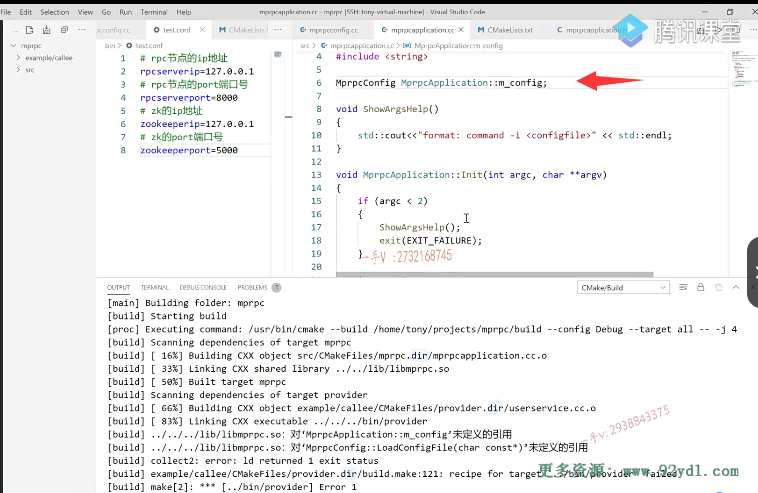 File Edit Selection View Go Run Terminal Help mprpcapplication.cc - mprpc [SSH: tony-virtual-machine] - Visual Studio Code
mprpc
example/callee
src
test.conf
CMakeLists.t
bin > test.conf
1 # rpc节点的ip地址
2 rpcserverip=127.0.0.1
3 # rpc节点的port端口号
4 rpcserverport=8000
5 # zk的ip地址
6 zookeeperip=127.0.0.1
7 # zk的port端口号
8 zookeeperport=5000
mprpcconfig.cc mprpcapplication.cc CMakeLists.txt mprpcapplication.
腾讯课堂
src > mprpcapplication.cc > MprpcApplication::m_config
4 #include <string>
5
6 MprpcConfig MprpcApplication::m_config;
7
8 void ShowArgsHelp()
9 {
10 std::cout<<"format: command -i <configfile>" << std::endl;
11 }
12
13 void MprpcApplication::Init(int argc, char **argv)
14 {
15 if (argc < 2)
16 {
17 ShowArgsHelp();
18 exit(EXIT_FAILURE);
19 }
一手V :2732168745
20
OUTPUT TERMINAL DEBUG CONSOLE PROBLEMS CMake/Build
[main] Building folder: mprpc
[build] Starting build
[proc] Executing command: /usr/bin/cmake --build /home/tony/projects/mprpc/build --config Debug --target all -- -j 4
[build] Scanning dependencies of target mprpc
[build] [ 16%] Building CXX object src/CMakeFiles/mprpc.dir/mprpcapplication.cc.o
[build] [ 33%] Linking CXX shared library ../../lib/libmprpc.so
[build] [ 50%] Built target mprpc
[build] Scanning dependencies of target provider
[build] [ 66%] Building CXX object example/callee/CMakeFiles/provider.dir/userservice.cc.o
[build] [ 83%] Linking CXX executable ../../../bin/provider
[build] ../../../lib/libmprpc.so: 对‘MprpcApplication::m_config’未定义的引用
[build] ../../../lib/libmprpc.so: 对‘MprpcConfig::LoadConfigFile(char const*)’未定义的引用
一手v: 2938843375
[build] collect2: error: ld returned 1 exit status
[build] example/callee/CMakeFiles/provider.dir/build.make:121: recipe for target '../bin/provider' failed
更多资源: www.92ydl.com
[build] make[2]: *** [../bin/provider] Error 1